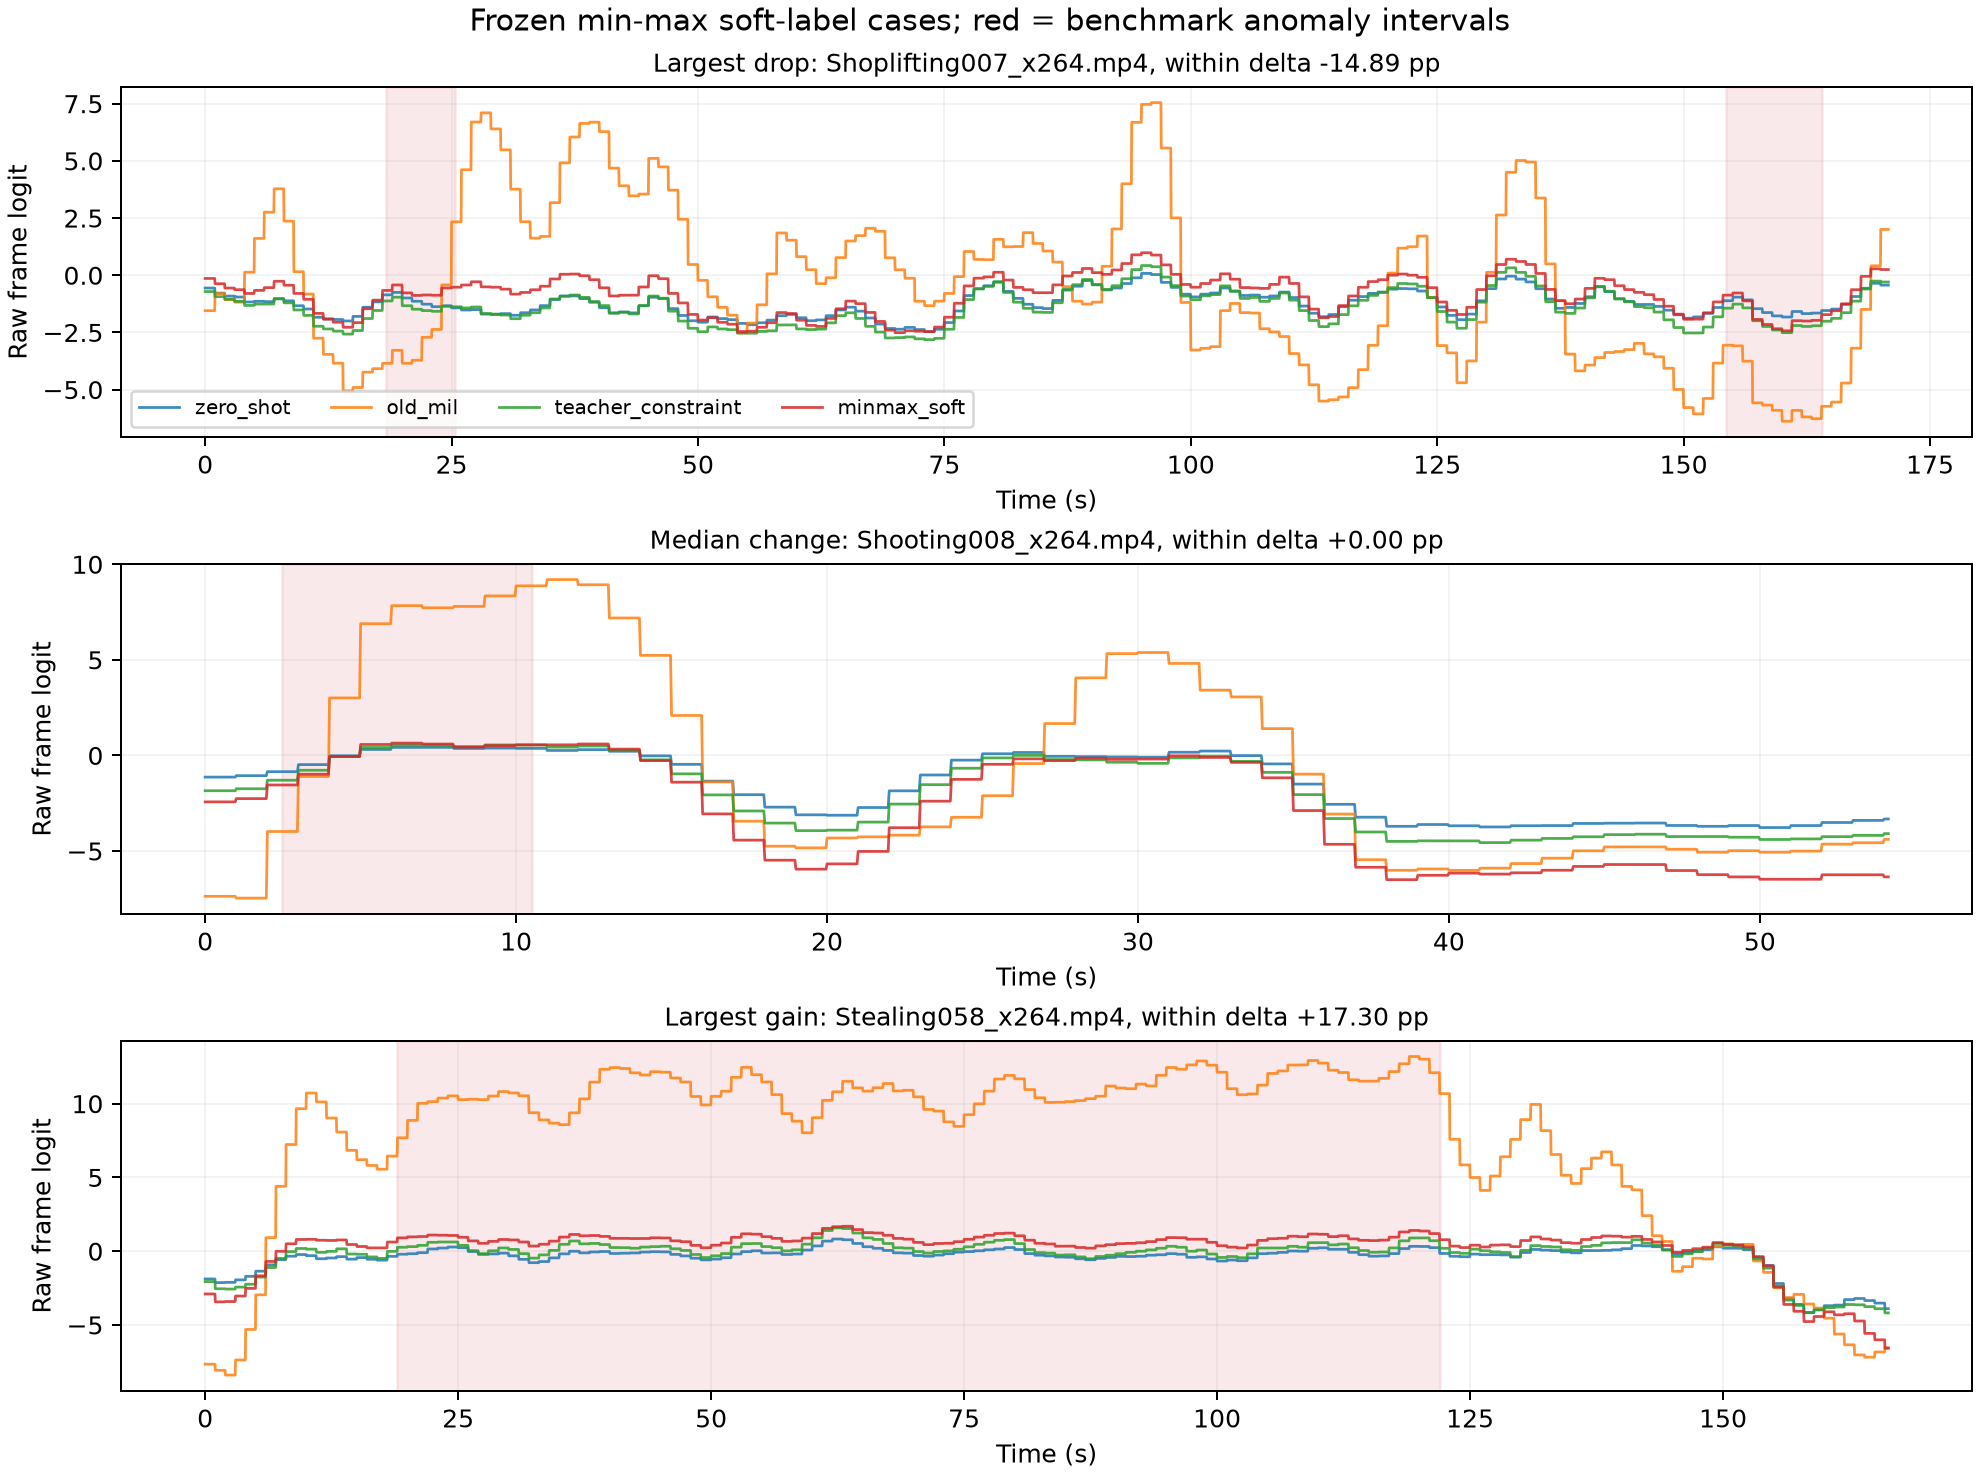 Frozen min-max soft-label cases; red = benchmark anomaly intervals
Largest drop: Shoplifting007_x264.mp4, within delta -14.89 pp
Raw frame logit
7.5
5.0
2.5
0.0
−2.5
−5.0
zero_shot old_mil teacher_constraint minmax_soft
0 25 50 75 100 125 150 175
Time (s)
Median change: Shooting008_x264.mp4, within delta +0.00 pp
Raw frame logit
10
5
0
−5
0 10 20 30 40 50
Time (s)
Largest gain: Stealing058_x264.mp4, within delta +17.30 pp
Raw frame logit
10
5
0
−5
0 25 50 75 100 125 150
Time (s)